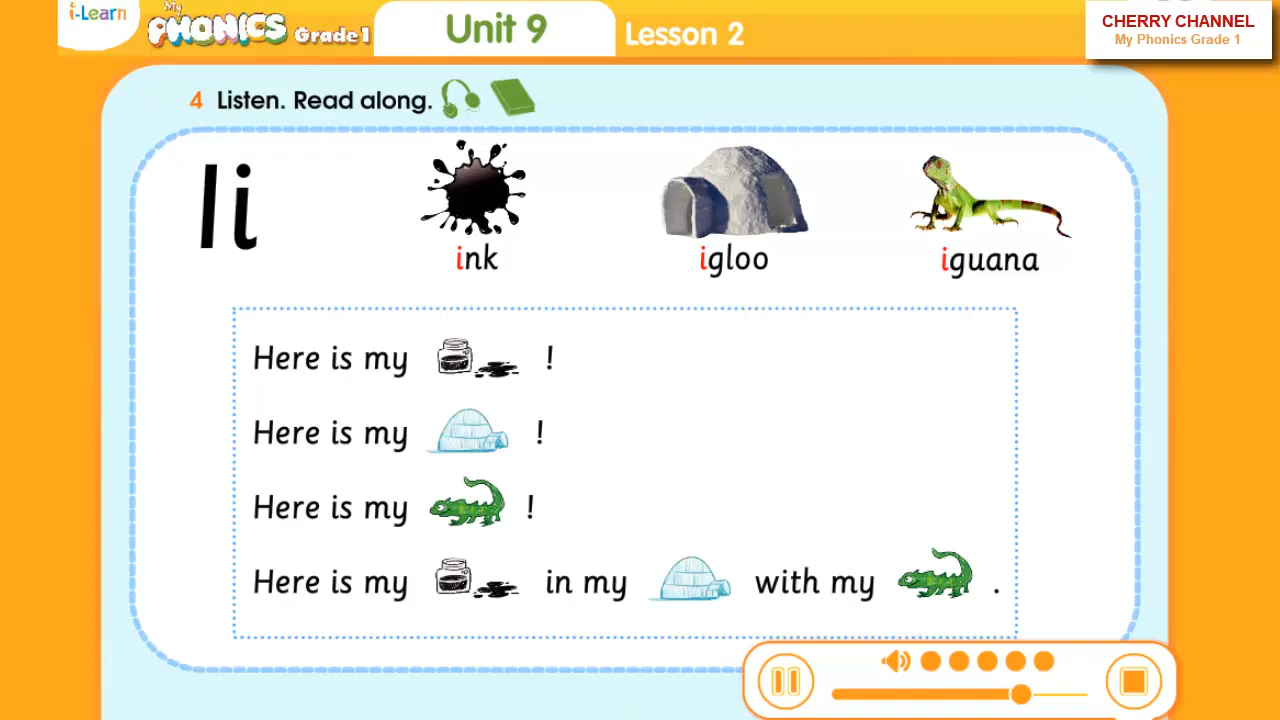 i-Learn
My
PHONICS Grade 1
Unit 9
Lesson 2
CHERRY CHANNEL
My Phonics Grade 1
4 Listen. Read along.
Ii
ink
igloo
iguana
Here is my !
Here is my !
Here is my !
Here is my in my with my .